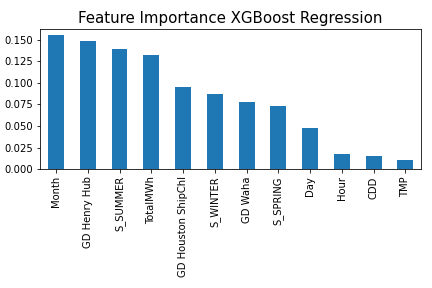 Feature Importance XGBoost Regression
0.150
0.125
0.100
0.075
0.050
0.025
0.000
Month
GD Henry Hub
S_SUMMER
TotalMWh
GD Houston ShipChl
S_WINTER
GD Waha
S_SPRING
Day
Hour
CDD
TMP